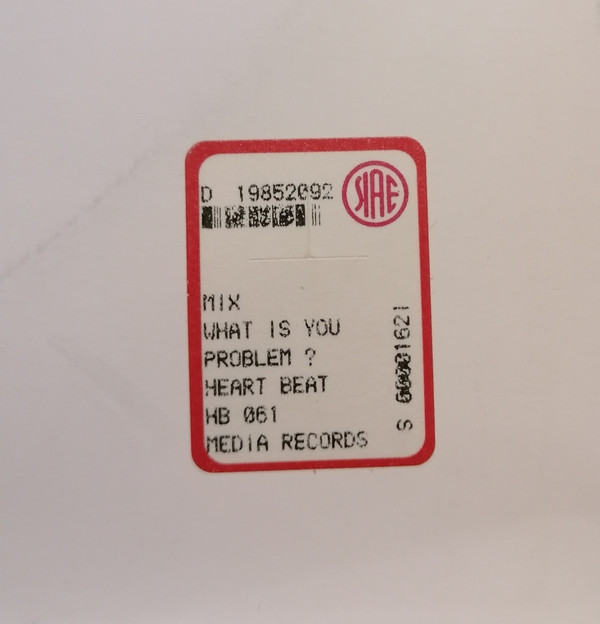 D 19852092
SIAE
MIX
WHAT IS YOU
PROBLEM ?
HEART BEAT
HB 061
MEDIA RECORDS
S 00001621